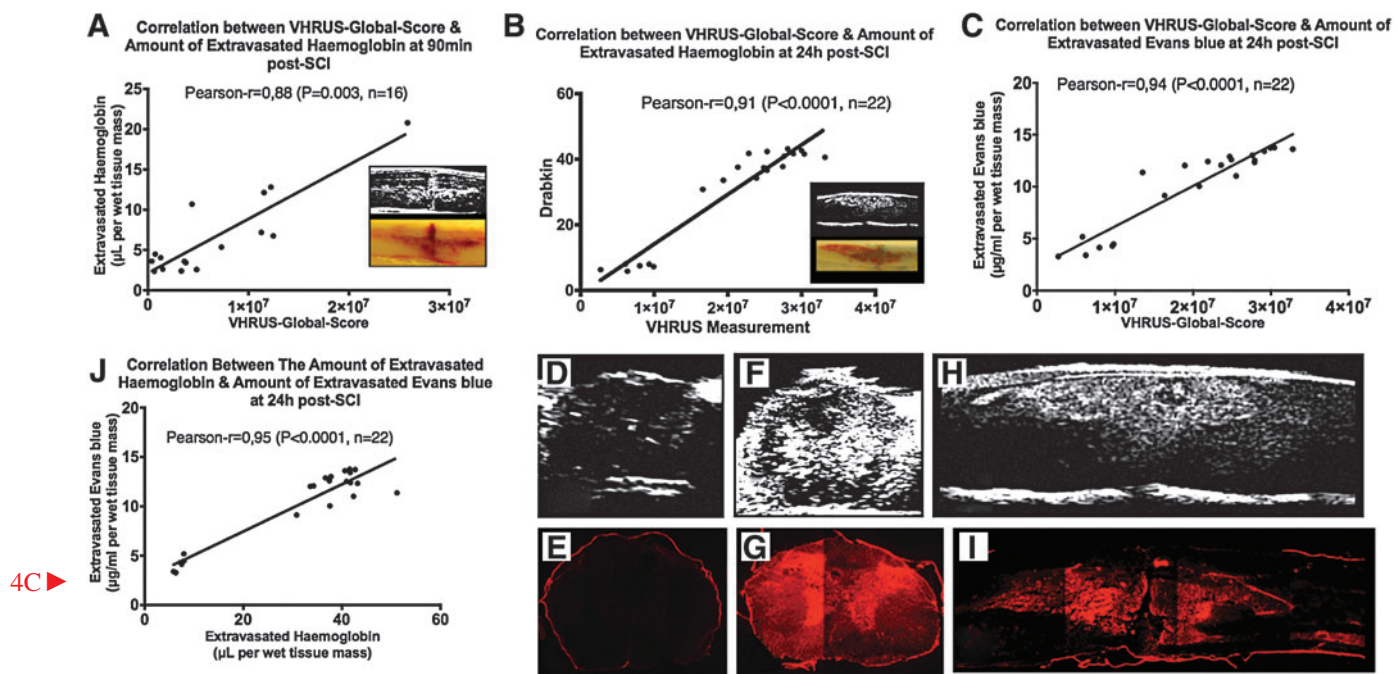 A
Correlation between VHRUS-Global-Score &
Amount of Extravasated Haemoglobin at 90min
post-SCI
Pearson-r=0,88 (P=0.003, n=16)
Extravasated Haemoglobin
(µL per wet tissue mass)
25
20
15
10
5
0
0
1×10⁷
2×10⁷
3×10⁷
VHRUS-Global-Score
B
Correlation between VHRUS-Global-Score & Amount of
Extravasated Haemoglobin at 24h post-SCI
Pearson-r=0,91 (P<0.0001, n=22)
Drabkin
60
40
20
0
0
1×10⁷
2×10⁷
3×10⁷
4×10⁷
VHRUS Measurement
C
Correlation between VHRUS-Global-Score & Amount of
Extravasated Evans blue at 24h post-SCI
Pearson-r=0,94 (P<0.0001, n=22)
Extravasated Evans blue
(µg/ml per wet tissue mass)
20
15
10
5
0
0
1×10⁷
2×10⁷
3×10⁷
4×10⁷
VHRUS-Global-Score
J
Correlation Between The Amount of Extravasated
Haemoglobin & Amount of Extravasated Evans blue
at 24h post-SCI
Pearson-r=0,95 (P<0.0001, n=22)
Extravasated Evans blue
(µg/ml per wet tissue mass)
20
15
10
5
0
0
20
40
60
Extravasated Haemoglobin
(µL per wet tissue mass)
4C ►
D
F
H
E
G
I